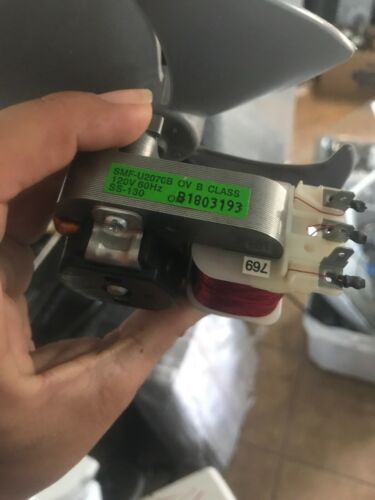 SMF-U2070B OV B CLASS
120V 60Hz
SS-130 B1803193
769